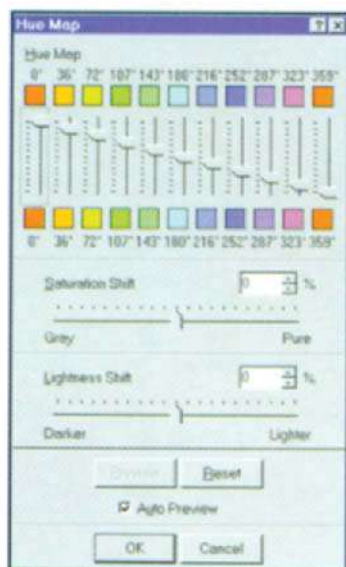 Hue Map
Hue Map
0° 36° 72° 107° 143° 180° 216° 252° 287° 323° 359°
0° 36° 72° 107° 143° 180° 216° 252° 287° 323° 359°
Saturation Shift 0 %
Gray Pure
Lightness Shift 0 %
Darker Lighter
Preview Reset
Auto Preview
OK Cancel